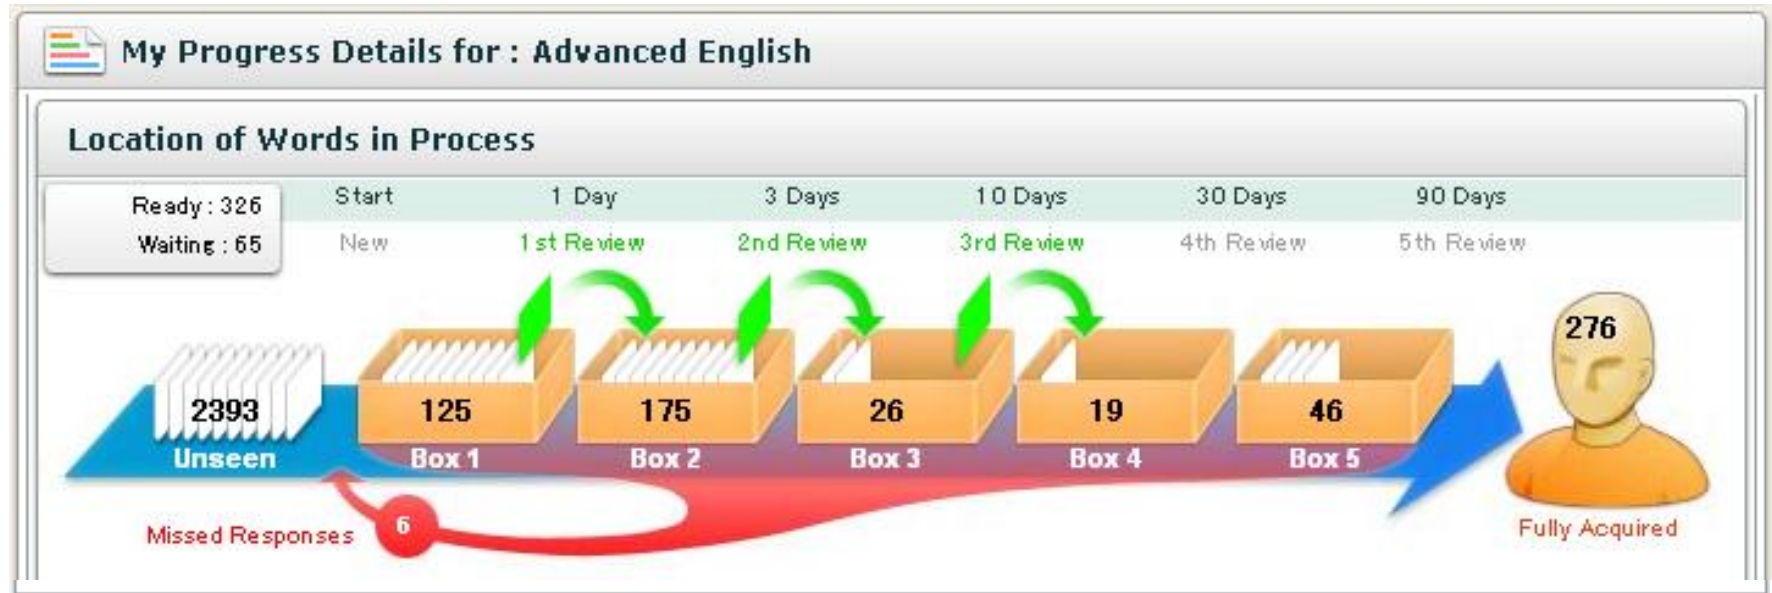 My Progress Details for : Advanced English
Location of Words in Process
Ready : 326
Waiting : 65
Start 1 Day 3 Days 10 Days 30 Days 90 Days
New 1st Review 2nd Review 3rd Review 4th Review 5th Review
276
2393 125 175 26 19 46
Unseen Box 1 Box 2 Box 3 Box 4 Box 5
Missed Responses 6
Fully Acquired